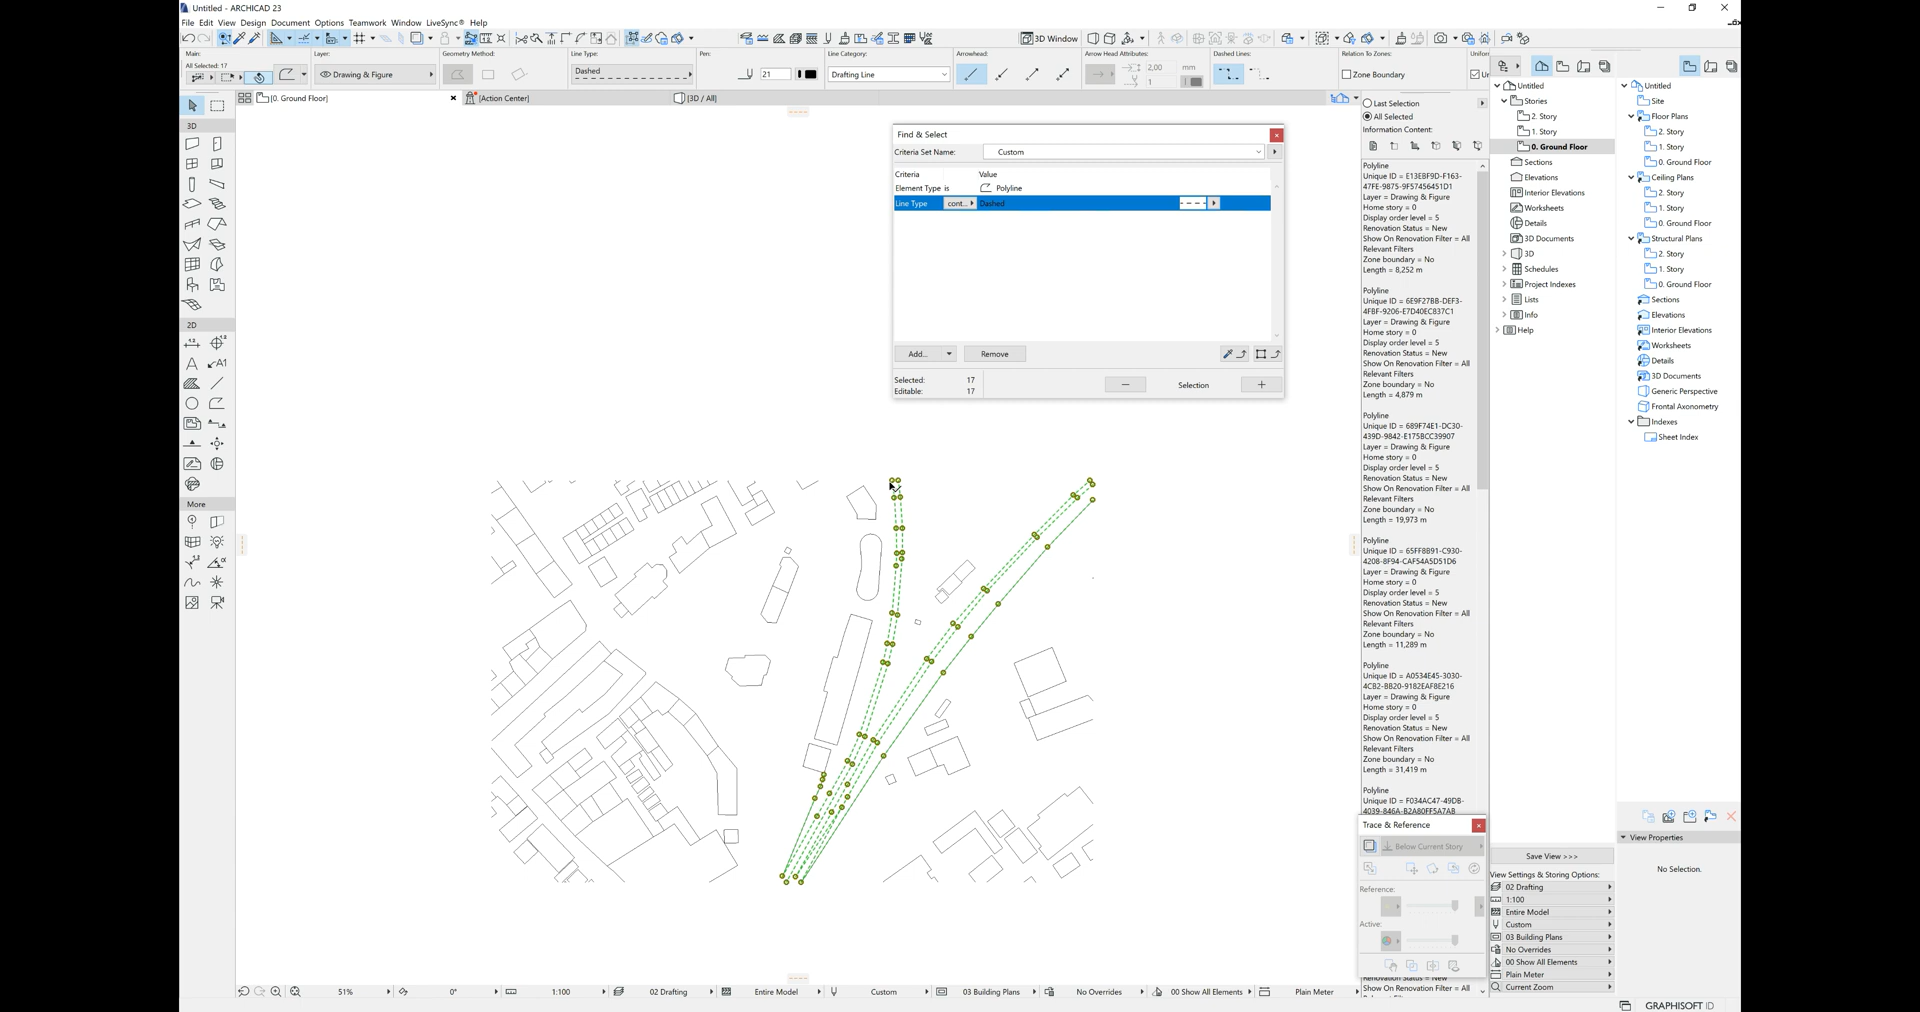 Untitled - ARCHICAD 23
File Edit View Design Document Options Teamwork Window LiveSync® Help
3D Window
Main:
All Selected: 17
Layer:
Drawing & Figure
Geometry Method:
Line Type:
Dashed
Pen:
21
Line Category:
Drafting Line
Arrowhead:
Arrow Head Attributes:
2,00 mm
1
Dashed Lines:
Relation To Zones:
Zone Boundary
Uniform
[0. Ground Floor]
[Action Center]
[3D / All]
3D
2D
More
Find & Select
Criteria Set Name: Custom
Criteria Value
Element Type is Polyline
Line Type cont... Dashed
Add... Remove
Selected: 17
Editable: 17
Selection
Last Selection
All Selected
Information Content:
Polyline
Unique ID = E13EBF9D-F163-
47FE-9875-9F57456451D1
Layer = Drawing & Figure
Home story = 0
Display order level = 5
Renovation Status = New
Show On Renovation Filter = All
Relevant Filters
Zone boundary = No
Length = 8,252 m
Polyline
Unique ID = 6E9F27BB-DEF3-
4FBF-9206-E7D40EC837C1
Layer = Drawing & Figure
Home story = 0
Display order level = 5
Renovation Status = New
Show On Renovation Filter = All
Relevant Filters
Zone boundary = No
Length = 4,879 m
Polyline
Unique ID = 689F74E1-DC30-
439D-9842-E175BCC39907
Layer = Drawing & Figure
Home story = 0
Display order level = 5
Renovation Status = New
Show On Renovation Filter = All
Relevant Filters
Zone boundary = No
Length = 19,973 m
Polyline
Unique ID = 65FF8B91-C930-
4208-8F94-CAF54A5D51D6
Layer = Drawing & Figure
Home story = 0
Display order level = 5
Renovation Status = New
Show On Renovation Filter = All
Relevant Filters
Zone boundary = No
Length = 11,289 m
Polyline
Unique ID = A0534E45-3030-
4CB2-BB20-9182EAF8E216
Layer = Drawing & Figure
Home story = 0
Display order level = 5
Renovation Status = New
Show On Renovation Filter = All
Relevant Filters
Zone boundary = No
Length = 31,419 m
Polyline
Unique ID = F034AC47-49DB-
4039-846A-B2A80FF5A7AB
Trace & Reference
Below Current Story
Reference:
Active:
Renovation Status = New
Show On Renovation Filter = All
Untitled
Stories
2. Story
1. Story
0. Ground Floor
Sections
Elevations
Interior Elevations
Worksheets
Details
3D Documents
3D
Schedules
Project Indexes
Lists
Info
Help
Save View >>>
View Settings & Storing Options:
02 Drafting
1:100
Entire Model
Custom
03 Building Plans
No Overrides
00 Show All Elements
Plain Meter
Current Zoom
Untitled
Site
Floor Plans
2. Story
1. Story
0. Ground Floor
Ceiling Plans
2. Story
1. Story
0. Ground Floor
Structural Plans
2. Story
1. Story
0. Ground Floor
Sections
Elevations
Interior Elevations
Worksheets
Details
3D Documents
Generic Perspective
Frontal Axonometry
Indexes
Sheet Index
View Properties
No Selection.
51% 0° 1:100 02 Drafting Entire Model Custom 03 Building Plans No Overrides 00 Show All Elements Plain Meter
GRAPHISOFT ID